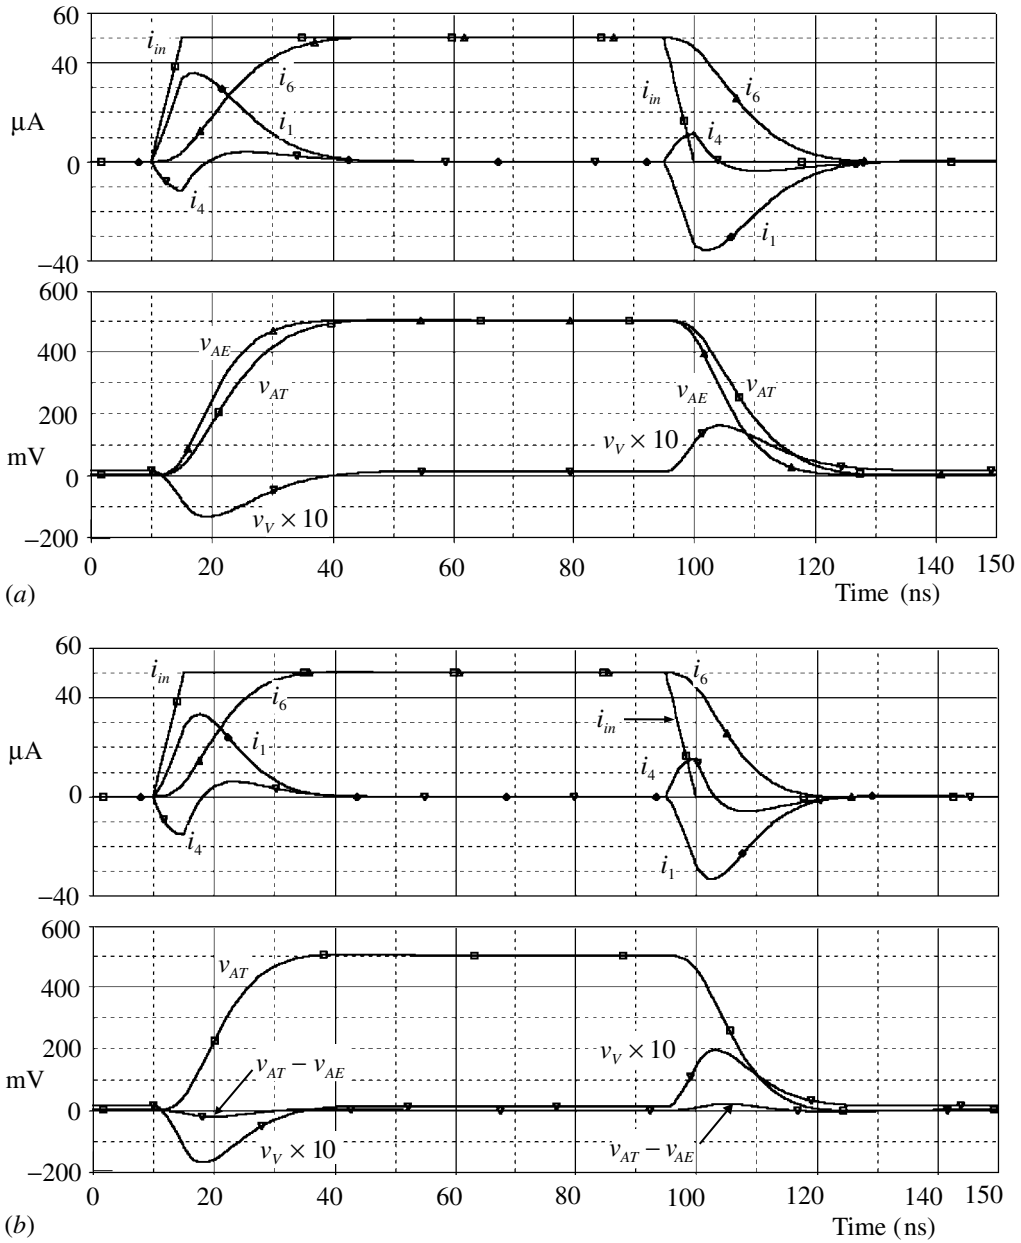 60
i_in
40
i_6
i_in
i_6
μA
20
i_1
i_4
0
i_4
i_1
−40
600
v_AE
400
v_AT
v_AE
v_AT
200
v_V × 10
mV
0
v_V × 10
−200
0 20 40 60 80 100 120 140 150
(a)
Time (ns)
60
i_in
i_6
i_6
40
i_in
μA
i_1
20
i_4
0
i_4
i_1
−40
600
v_AT
400
200
v_V × 10
v_AT − v_AE
mV
0
v_V × 10
v_AT − v_AE
−200
0 20 40 60 80 100 120 140 150
(b)
Time (ns)